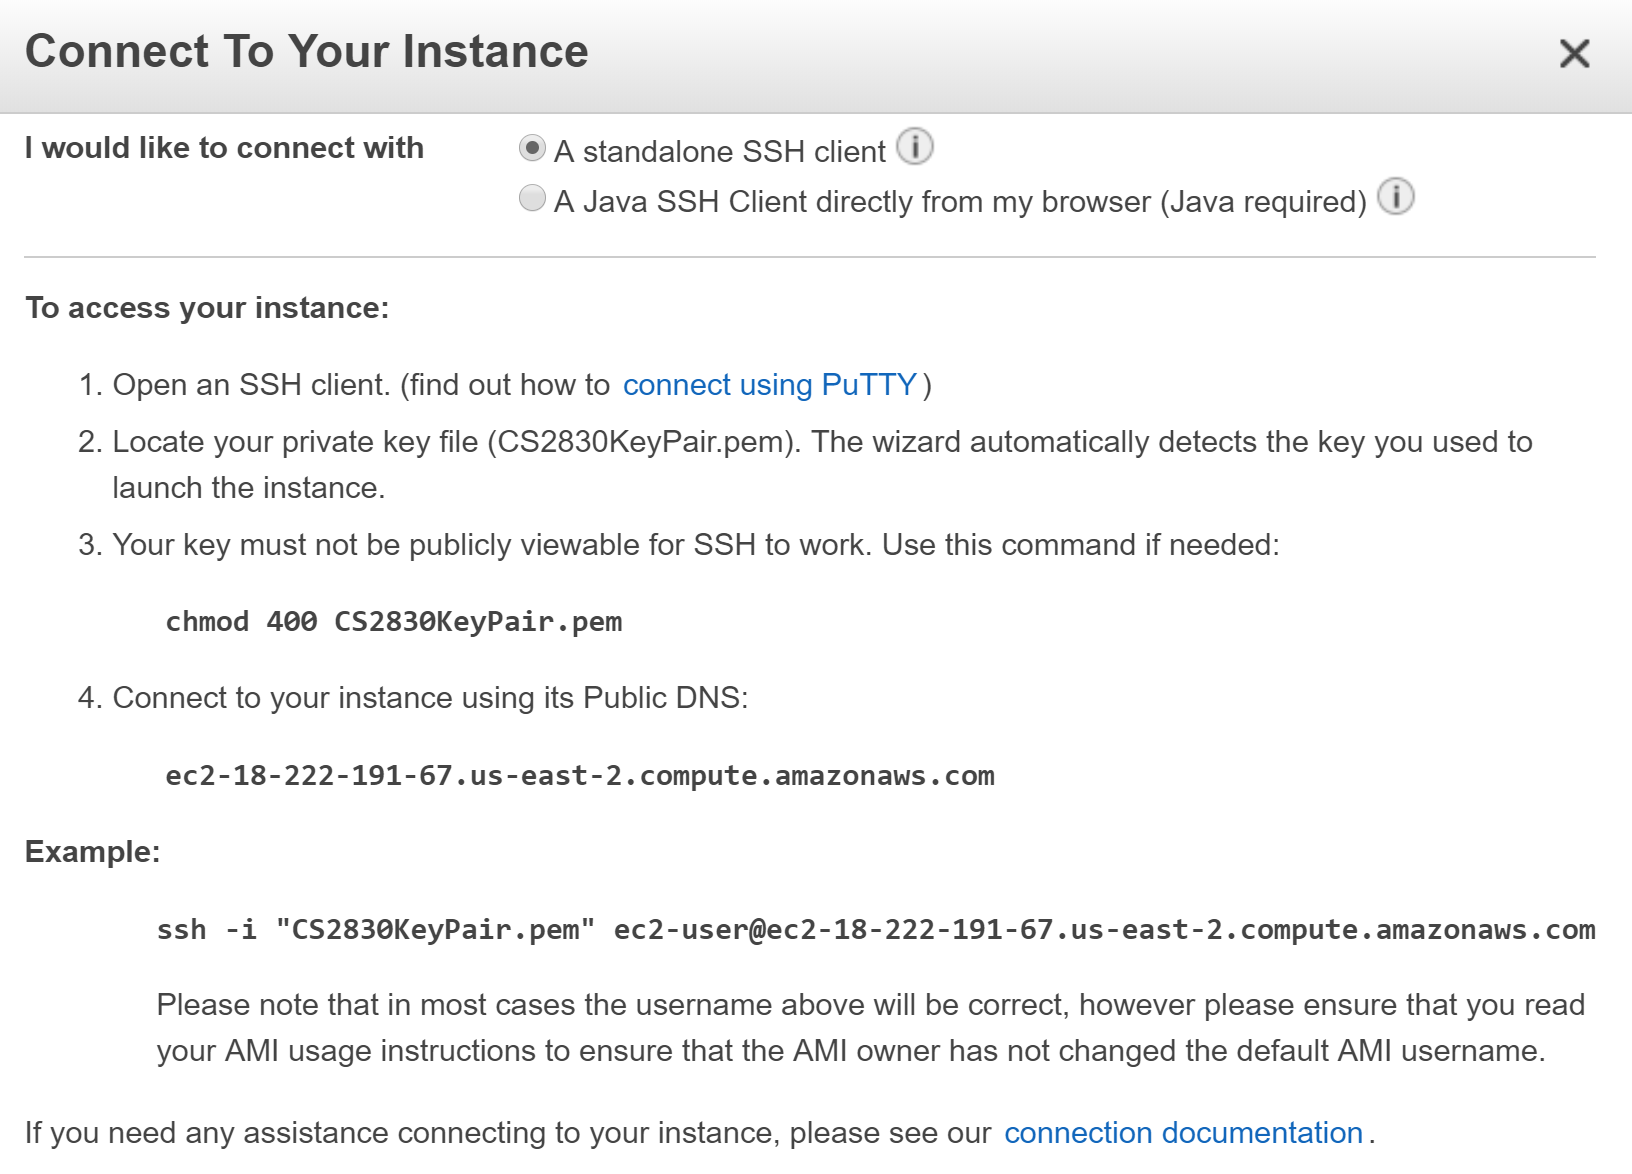 Connect To Your Instance
I would like to connect with
A standalone SSH client
A Java SSH Client directly from my browser (Java required)
To access your instance:
1. Open an SSH client. (find out how to connect using PuTTY)
2. Locate your private key file (CS2830KeyPair.pem). The wizard automatically detects the key you used to
launch the instance.
3. Your key must not be publicly viewable for SSH to work. Use this command if needed:
chmod 400 CS2830KeyPair.pem
4. Connect to your instance using its Public DNS:
ec2-18-222-191-67.us-east-2.compute.amazonaws.com
Example:
ssh -i "CS2830KeyPair.pem" ec2-user@ec2-18-222-191-67.us-east-2.compute.amazonaws.com
Please note that in most cases the username above will be correct, however please ensure that you read
your AMI usage instructions to ensure that the AMI owner has not changed the default AMI username.
If you need any assistance connecting to your instance, please see our connection documentation.